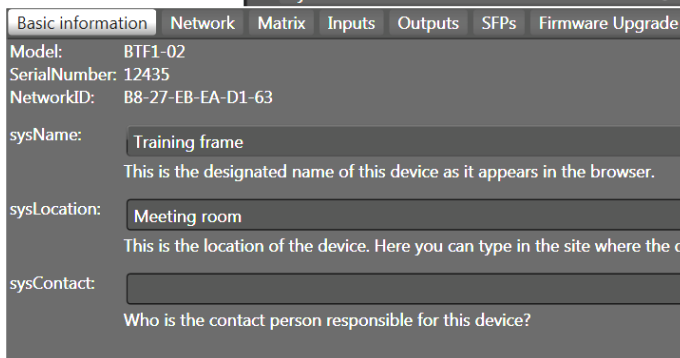 Basic information Network Matrix Inputs Outputs SFPs Firmware Upgrade
Model: BTF1-02
SerialNumber: 12435
NetworkID: B8-27-EB-EA-D1-63
sysName: Training frame
This is the designated name of this device as it appears in the browser.
sysLocation: Meeting room
This is the location of the device. Here you can type in the site where the
sysContact:
Who is the contact person responsible for this device?